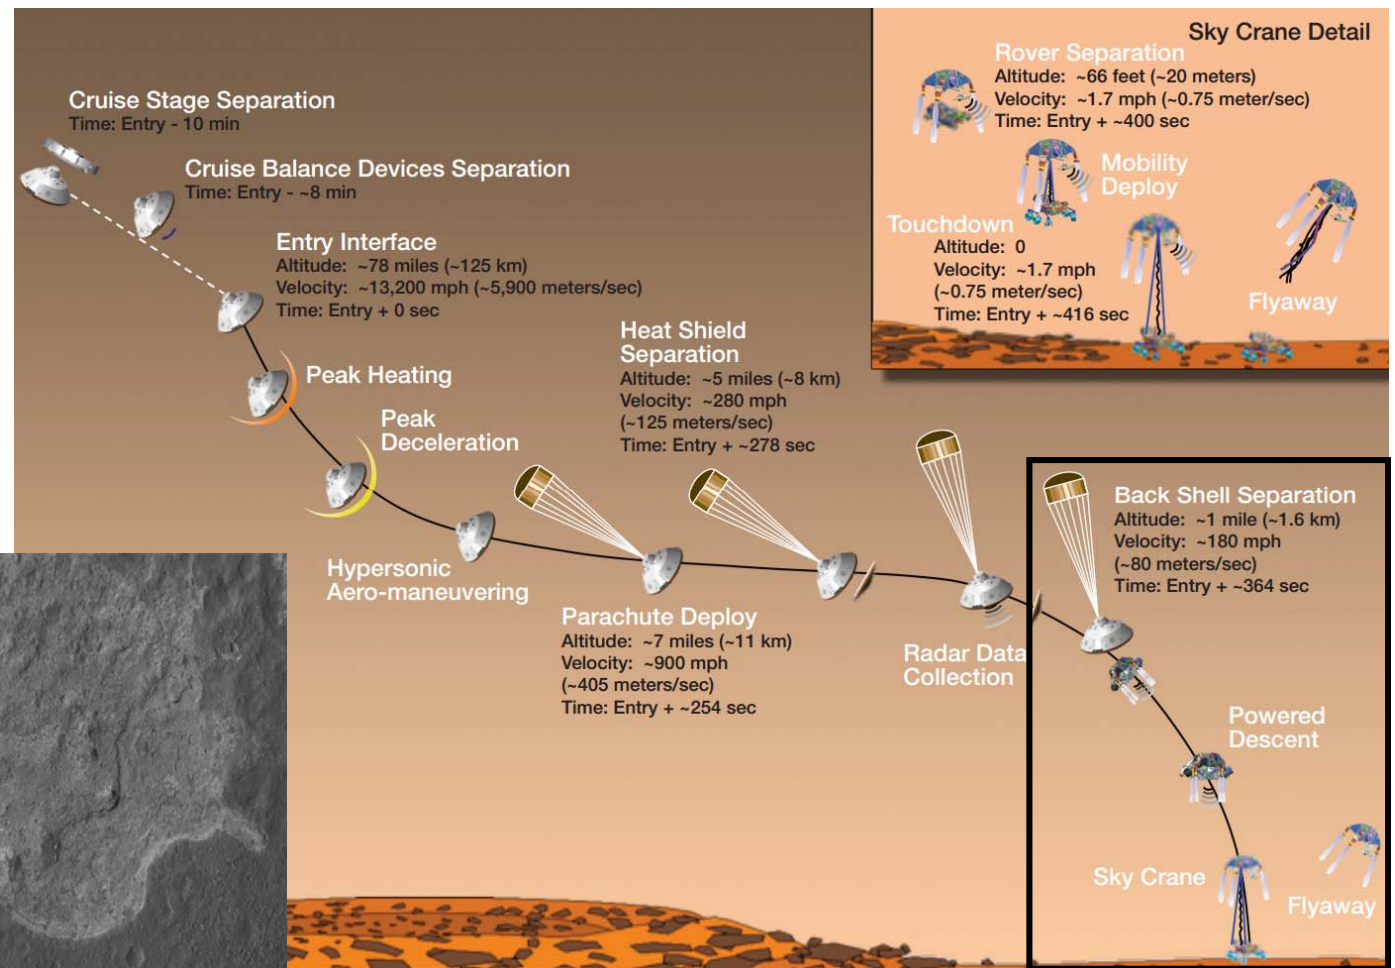 Sky Crane Detail
Rover Separation
Altitude: ~66 feet (~20 meters)
Velocity: ~1.7 mph (~0.75 meter/sec)
Time: Entry + ~400 sec
Mobility
Deploy
Touchdown
Altitude: 0
Velocity: ~1.7 mph
(~0.75 meter/sec)
Time: Entry + ~416 sec
Flyaway
Cruise Stage Separation
Time: Entry - 10 min
Cruise Balance Devices Separation
Time: Entry - ~8 min
Entry Interface
Altitude: ~78 miles (~125 km)
Velocity: ~13,200 mph (~5,900 meters/sec)
Time: Entry + 0 sec
Peak Heating
Peak
Deceleration
Hypersonic
Aero-maneuvering
Parachute Deploy
Altitude: ~7 miles (~11 km)
Velocity: ~900 mph
(~405 meters/sec)
Time: Entry + ~254 sec
Heat Shield
Separation
Altitude: ~5 miles (~8 km)
Velocity: ~280 mph
(~125 meters/sec)
Time: Entry + ~278 sec
Radar Data
Collection
Back Shell Separation
Altitude: ~1 mile (~1.6 km)
Velocity: ~180 mph
(~80 meters/sec)
Time: Entry + ~364 sec
Powered
Descent
Sky Crane
Flyaway